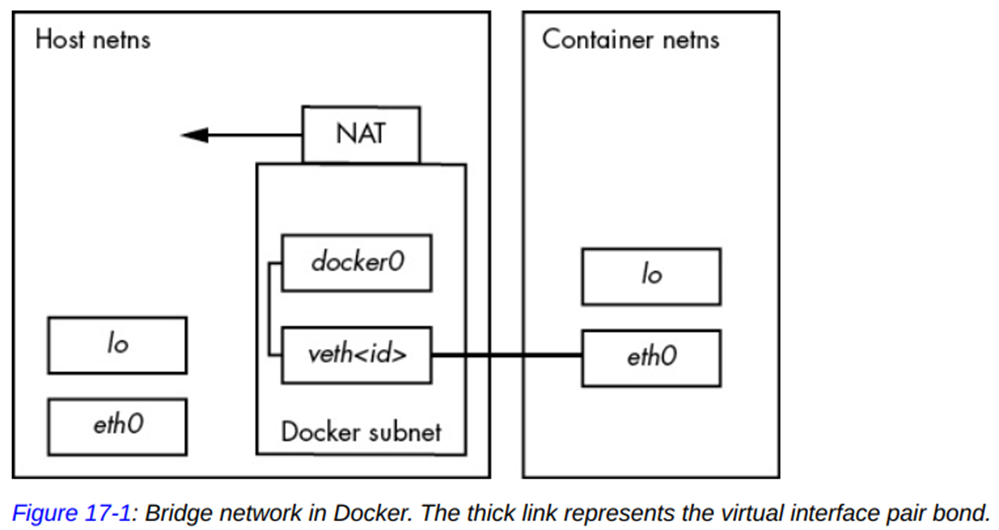 Host netns
Container netns
NAT
docker0
veth<id>
Docker subnet
lo
eth0
lo
eth0
Figure 17-1: Bridge network in Docker. The thick link represents the virtual interface pair bond.